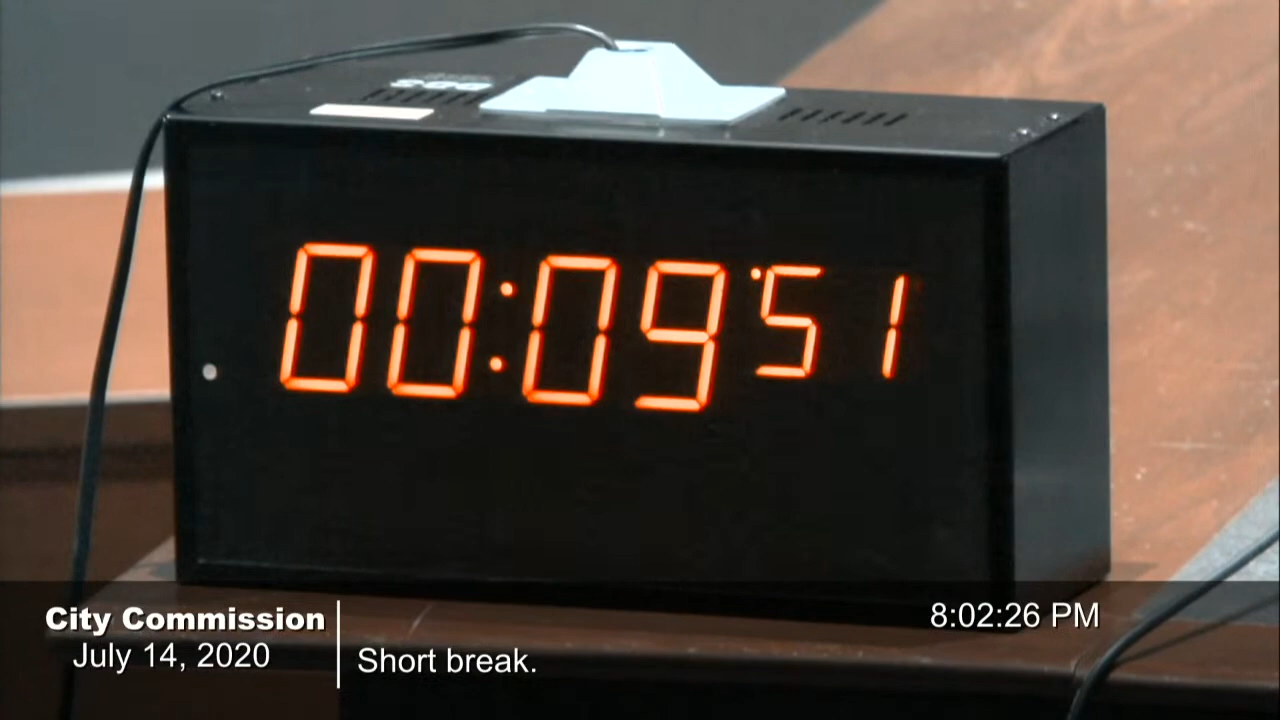 00:09 51
City Commission
July 14, 2020
Short break.
8:02:26 PM